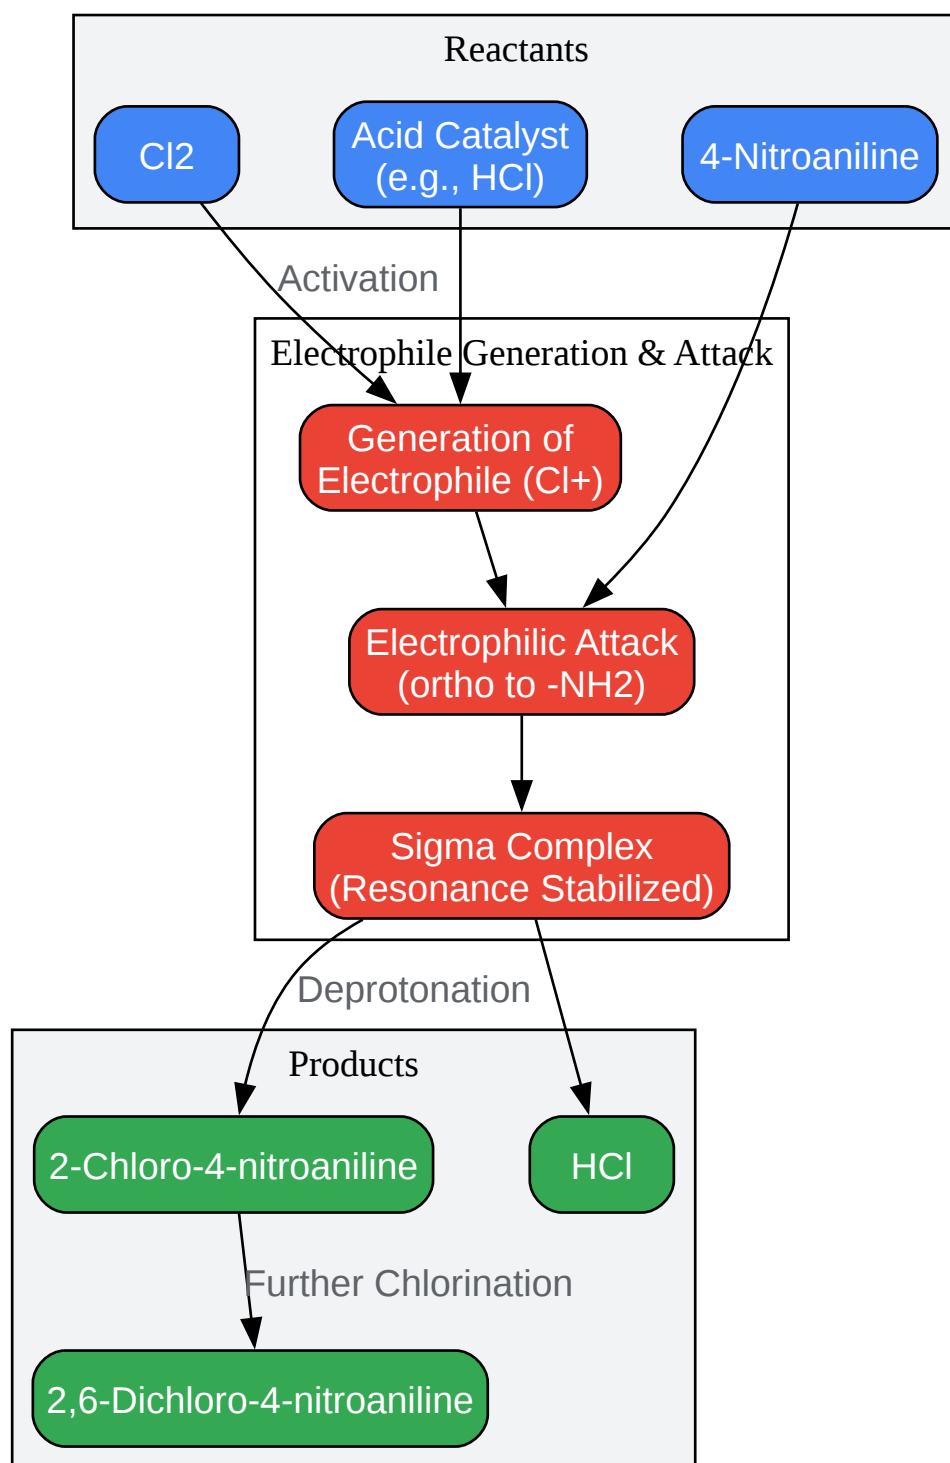 Reactants
Cl2
Acid Catalyst
(e.g., HCl)
4-Nitroaniline
Activation
Electrophile Generation & Attack
Generation of
Electrophile (Cl+)
Electrophilic Attack
(ortho to -NH2)
Sigma Complex
(Resonance Stabilized)
Deprotonation
Products
2-Chloro-4-nitroaniline
HCl
Further Chlorination
2,6-Dichloro-4-nitroaniline